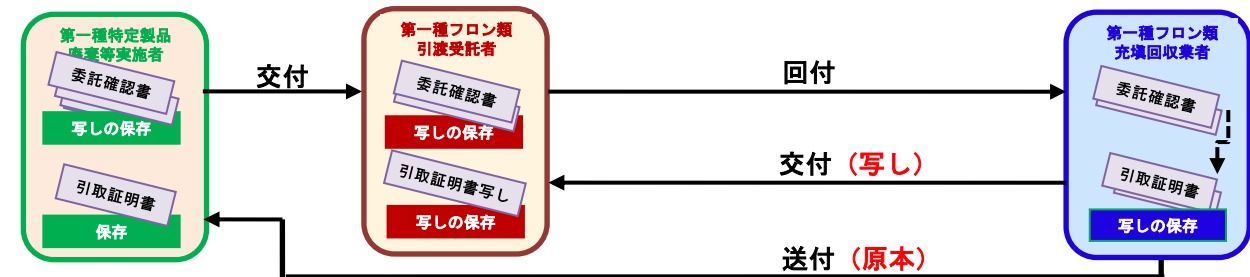 第一種特定製品
廃棄等実施者
委託確認書
写しの保存
引取証明書
保存
交付
第一種フロン類
引渡受託者
委託確認書
写しの保存
引取証明書写し
写しの保存
回付
交付（写し）
送付（原本）
第一種フロン類
充塡回収業者
委託確認書
引取証明書
写しの保存